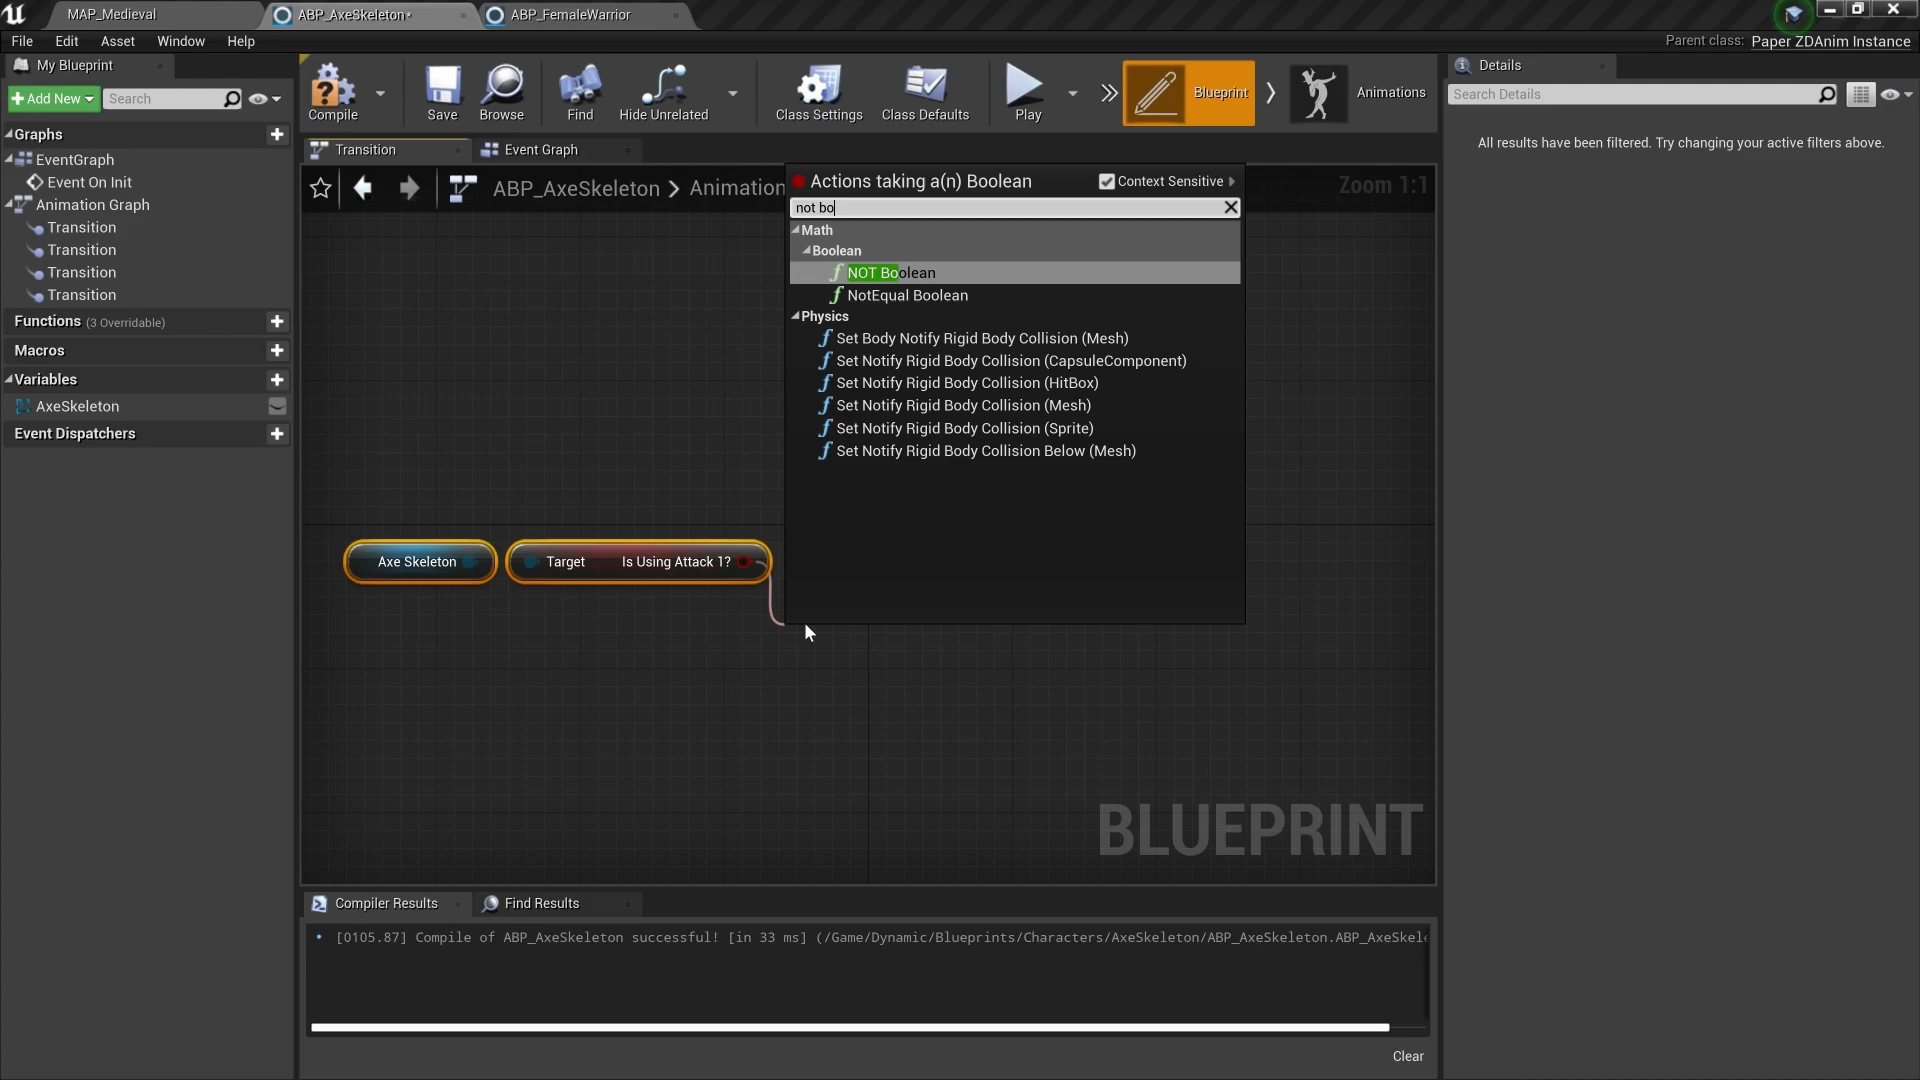 MAP_Medieval
ABP_AxeSkeleton*
ABP_FemaleWarrior
File Edit Asset Window Help
Parent class: Paper ZDAnim Instance
My Blueprint
Add New
Search
Graphs
EventGraph
Event On Init
Animation Graph
Transition
Transition
Transition
Transition
Functions (3 Overridable)
Macros
Variables
AxeSkeleton
Event Dispatchers
Compile
Save
Browse
Find
Hide Unrelated
Class Settings
Class Defaults
Play
Blueprint
Animations
Transition
Event Graph
ABP_AxeSkeleton > Animation
Zoom 1:1
Actions taking a(n) Boolean
Context Sensitive
not bo
Math
Boolean
NOT Boolean
NotEqual Boolean
Physics
Set Body Notify Rigid Body Collision (Mesh)
Set Notify Rigid Body Collision (CapsuleComponent)
Set Notify Rigid Body Collision (HitBox)
Set Notify Rigid Body Collision (Mesh)
Set Notify Rigid Body Collision (Sprite)
Set Notify Rigid Body Collision Below (Mesh)
Axe Skeleton
Target Is Using Attack 1?
BLUEPRINT
Compiler Results
Find Results
[0105.87] Compile of ABP_AxeSkeleton successful! [in 33 ms] (/Game/Dynamic/Blueprints/Characters/AxeSkeleton/ABP_AxeSkeleton.ABP_AxeSkele
Clear
Details
Search Details
All results have been filtered. Try changing your active filters above.